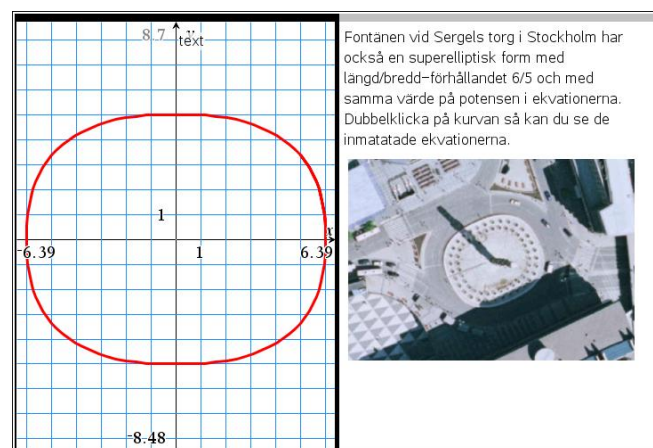 8.7 y
text
1
-6.39
1
6.39
x
-8.48
Fontänen vid Sergels torg i Stockholm har
också en superelliptisk form med
längd/bredd-förhållandet 6/5 och med
samma värde på potensen i ekvationerna.
Dubbelklicka på kurvan så kan du se de
inmatatade ekvationerna.